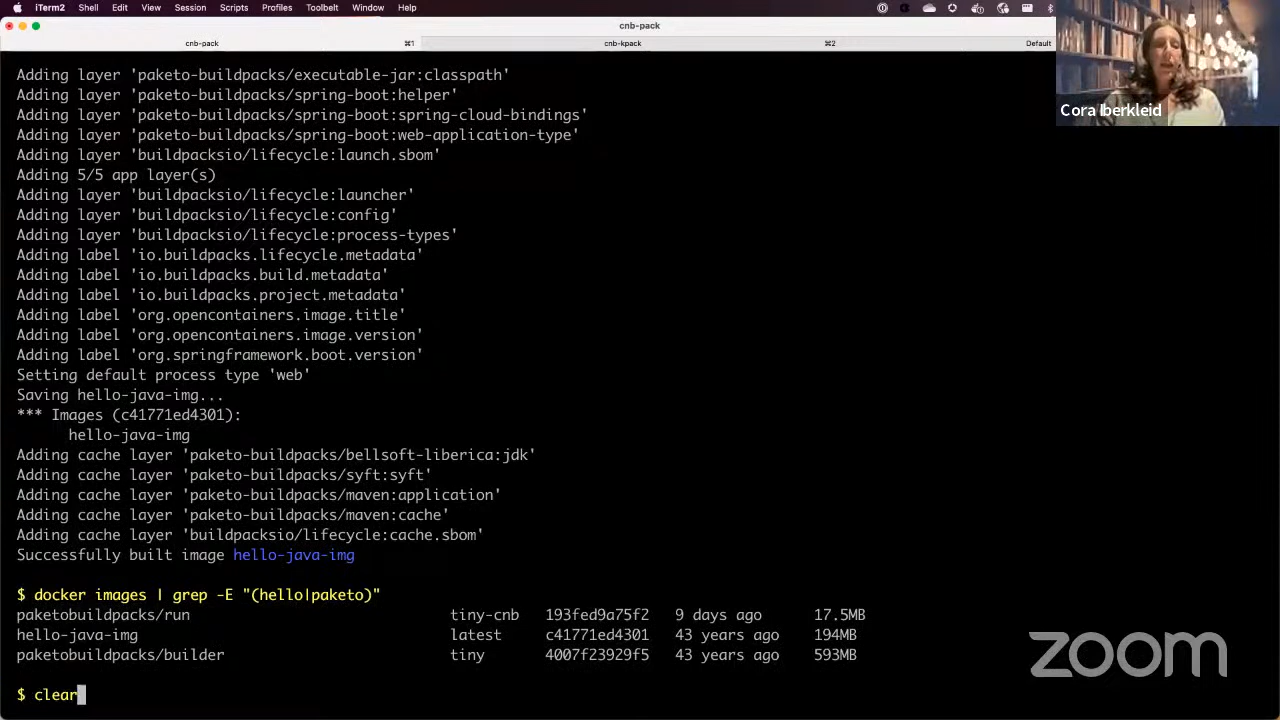 iTerm2 Shell Edit View Session Scripts Profiles Toolbelt Window Help
cnb-pack
cnb-pack ⌘1 cnb-kpack ⌘2 Default
Adding layer 'paketo-buildpacks/executable-jar:classpath'
Adding layer 'paketo-buildpacks/spring-boot:helper'
Adding layer 'paketo-buildpacks/spring-boot:spring-cloud-bindings'
Adding layer 'paketo-buildpacks/spring-boot:web-application-type'
Adding layer 'buildpacksio/lifecycle:launch.sbom'
Adding 5/5 app layer(s)
Adding layer 'buildpacksio/lifecycle:launcher'
Adding layer 'buildpacksio/lifecycle:config'
Adding layer 'buildpacksio/lifecycle:process-types'
Adding label 'io.buildpacks.lifecycle.metadata'
Adding label 'io.buildpacks.build.metadata'
Adding label 'io.buildpacks.project.metadata'
Adding label 'org.opencontainers.image.title'
Adding label 'org.opencontainers.image.version'
Adding label 'org.springframework.boot.version'
Setting default process type 'web'
Saving hello-java-img...
*** Images (c41771ed4301):
hello-java-img
Adding cache layer 'paketo-buildpacks/bellsoft-liberica:jdk'
Adding cache layer 'paketo-buildpacks/syft:syft'
Adding cache layer 'paketo-buildpacks/maven:application'
Adding cache layer 'paketo-buildpacks/maven:cache'
Adding cache layer 'buildpacksio/lifecycle:cache.sbom'
Successfully built image hello-java-img
$ docker images | grep -E "(hello|paketo)"
paketobuildpacks/run tiny-cnb 193fed9a75f2 9 days ago 17.5MB
hello-java-img latest c41771ed4301 43 years ago 194MB
paketobuildpacks/builder tiny 4007f23929f5 43 years ago 593MB
$ clear
Cora Iberkleid
zoom